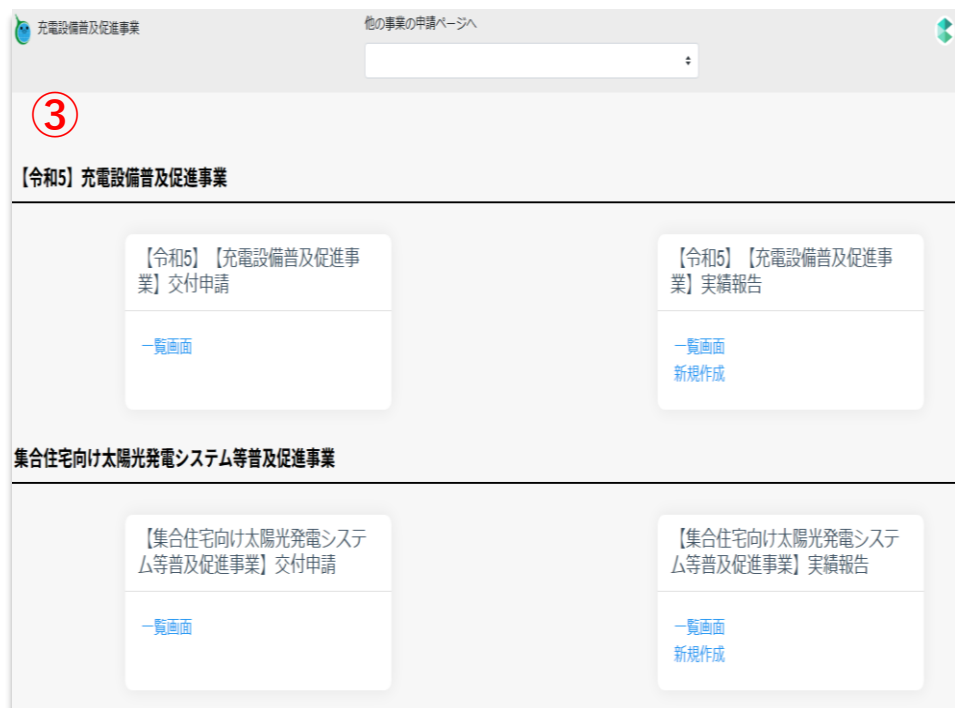 充電設備普及促進事業
他の事業の申請ページへ
③
【令和5】充電設備普及促進事業
【令和5】【充電設備普及促進事
業】交付申請
一覧画面
【令和5】【充電設備普及促進事
業】実績報告
一覧画面
新規作成
集合住宅向け太陽光発電システム等普及促進事業
【集合住宅向け太陽光発電システ
ム等普及促進事業】交付申請
一覧画面
【集合住宅向け太陽光発電システ
ム等普及促進事業】実績報告
一覧画面
新規作成